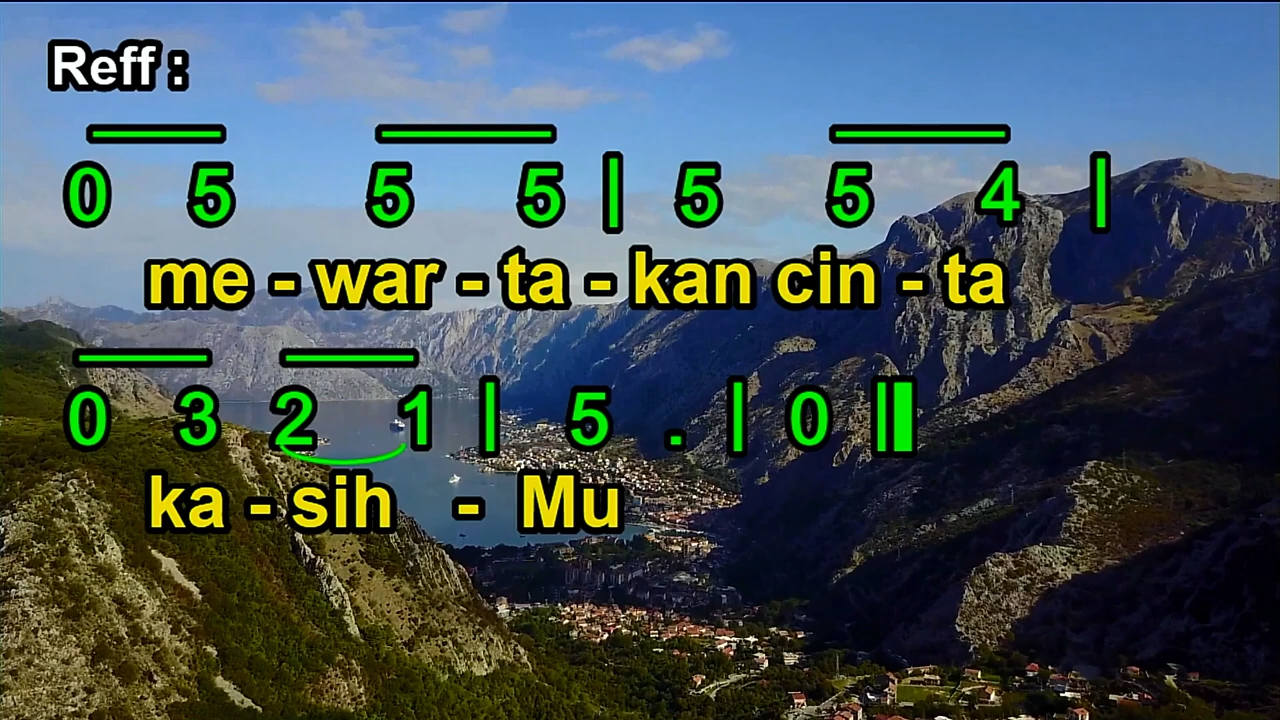 Reff :
0 5 5 5 | 5 5 4 |
me - war - ta - kan cin - ta
0 3 2 1 | 5 . | 0 ||
ka - sih - Mu